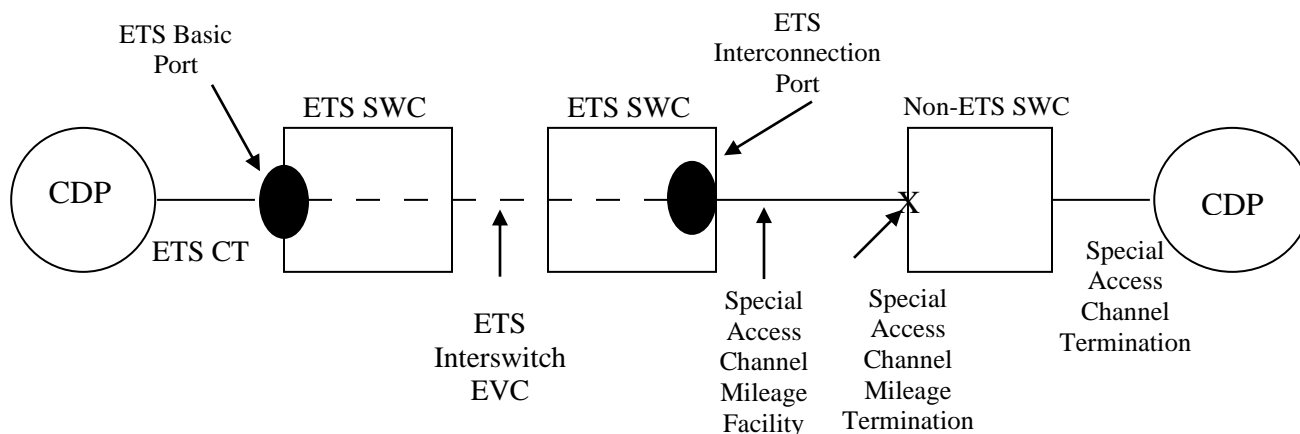 ETS Basic
Port
ETS
Interconnection
Port
ETS SWC
ETS SWC
Non-ETS SWC
CDP
X
CDP
ETS CT
ETS
Interswitch
EVC
Special
Access
Channel
Mileage
Facility
Special
Access
Channel
Mileage
Termination
Special
Access
Channel
Termination